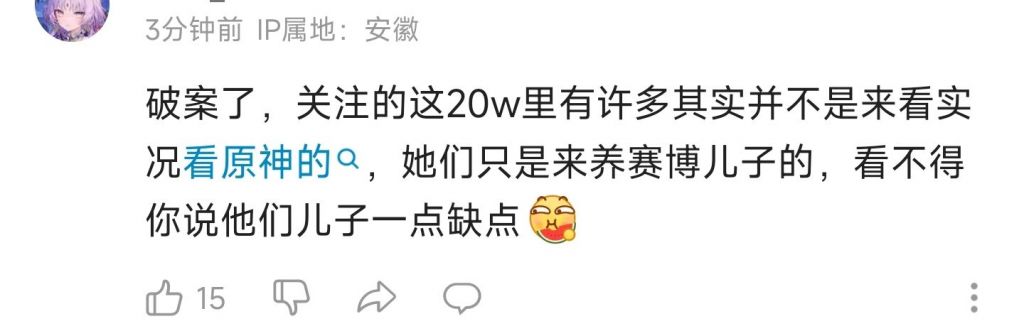 3分钟前 IP属地：安徽
破案了，关注的这20w里有许多其实并不是来看实
况看原神的，她们只是来养赛博儿子的，看不得
你说他们儿子一点缺点
15